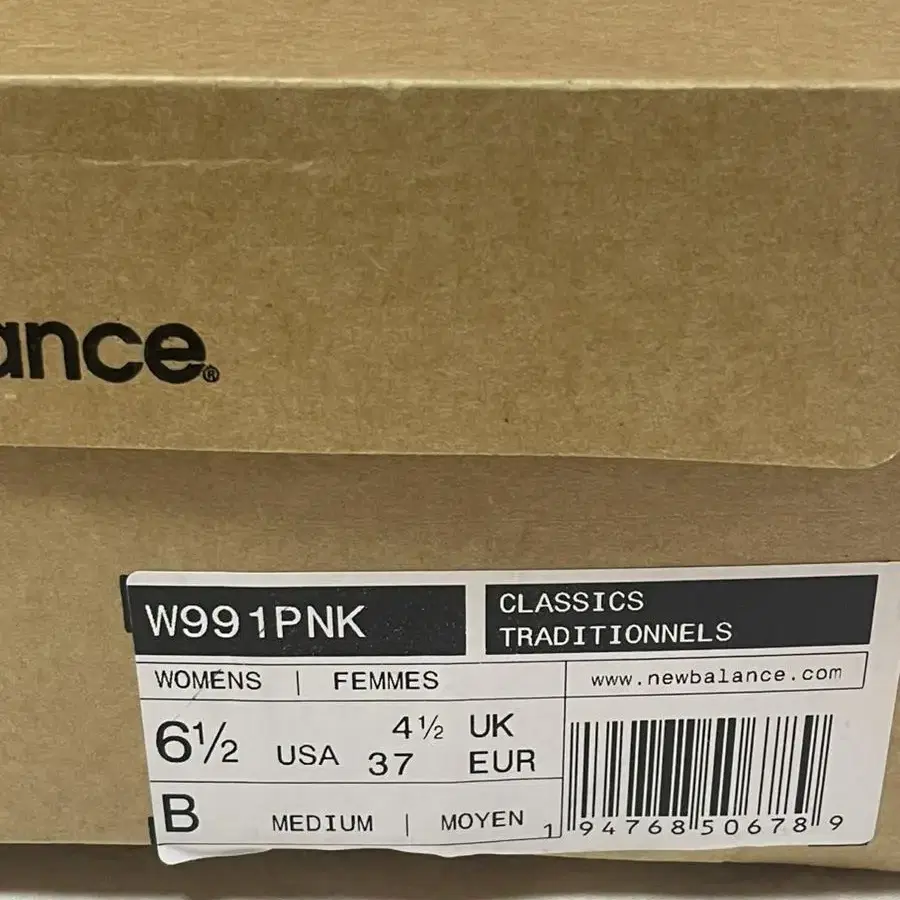 ance®
W991PNK
CLASSICS
TRADITIONNELS
WOMENS | FEMMES
www.newbalance.com
6½ USA
4½ UK
37 EUR
B MEDIUM | MOYEN
1 94768 50678 9